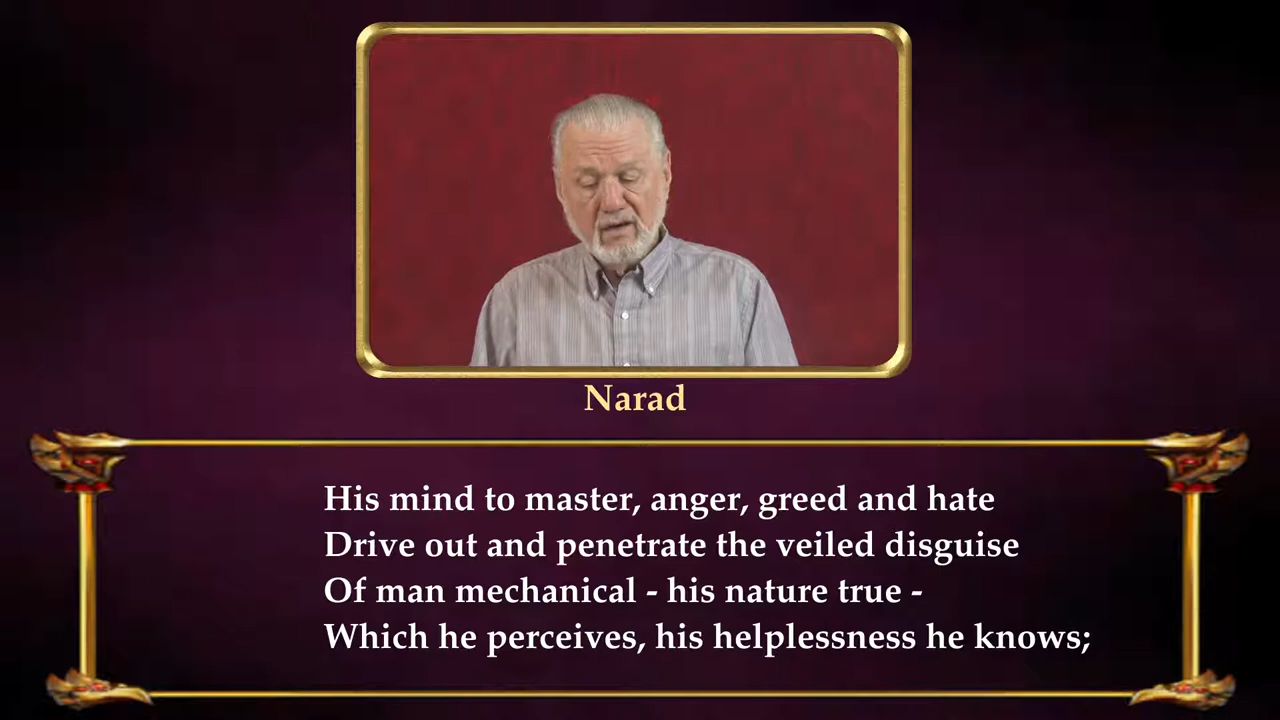 Narad
His mind to master, anger, greed and hate
Drive out and penetrate the veiled disguise
Of man mechanical - his nature true -
Which he perceives, his helplessness he knows;